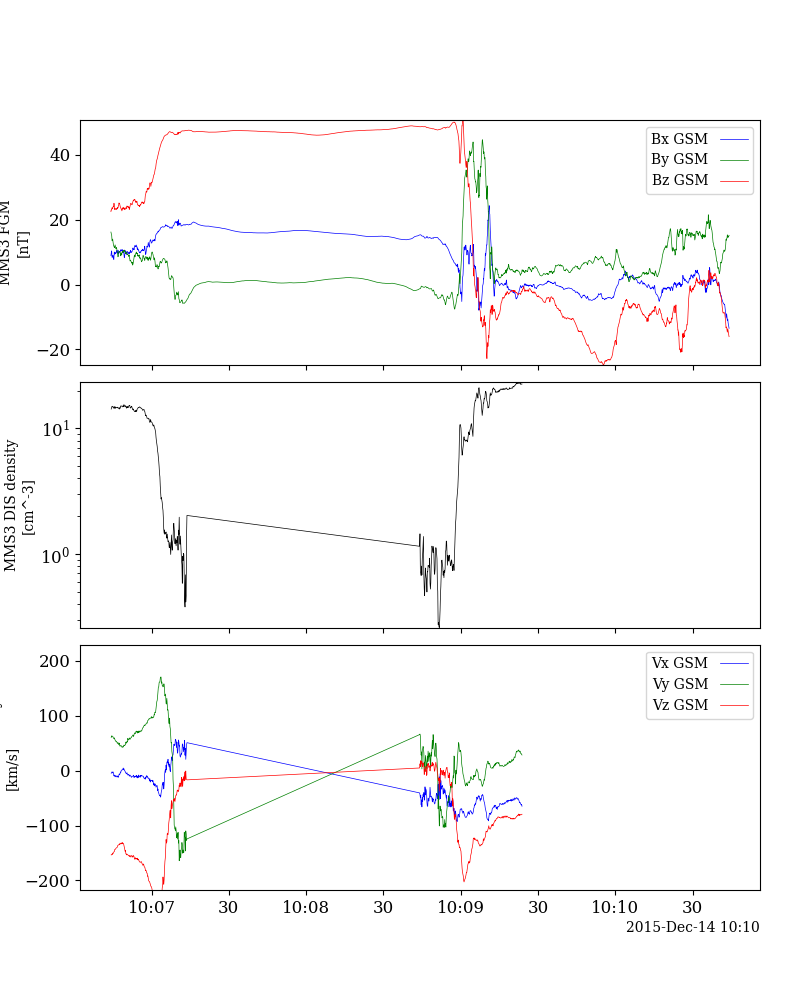 MMS3 FGM
[nT]
40
20
0
−20
Bx GSM
By GSM
Bz GSM
MMS3 DIS density
[cm^-3]
10^1
10^0
[km/s]
200
100
0
−100
−200
Vx GSM
Vy GSM
Vz GSM
10:07 30 10:08 30 10:09 30 10:10 30
2015-Dec-14 10:10